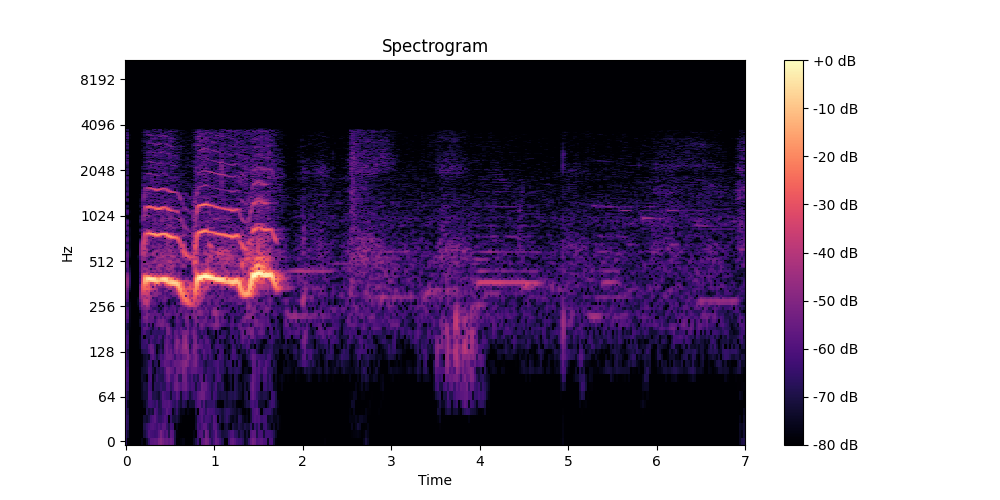 Spectrogram
8192
4096
2048
1024
512
256
128
64
0
Hz
0 1 2 3 4 5 6 7
Time
+0 dB
-10 dB
-20 dB
-30 dB
-40 dB
-50 dB
-60 dB
-70 dB
-80 dB